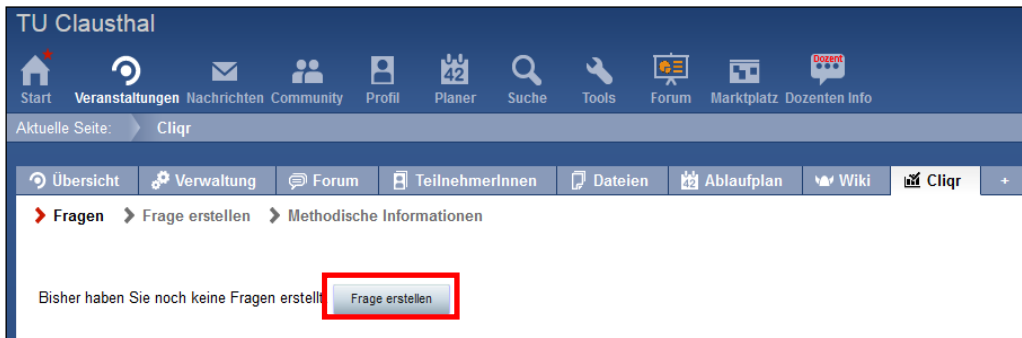 TU Clausthal
Dozent
42
Start Veranstaltungen Nachrichten Community Profil Planer Suche Tools Forum Marktplatz Dozenten Info
Aktuelle Seite: Cliqr
Übersicht Verwaltung Forum TeilnehmerInnen Dateien 42 Ablaufplan Wiki Cliqr +
Fragen Frage erstellen Methodische Informationen
Bisher haben Sie noch keine Fragen erstellt Frage erstellen